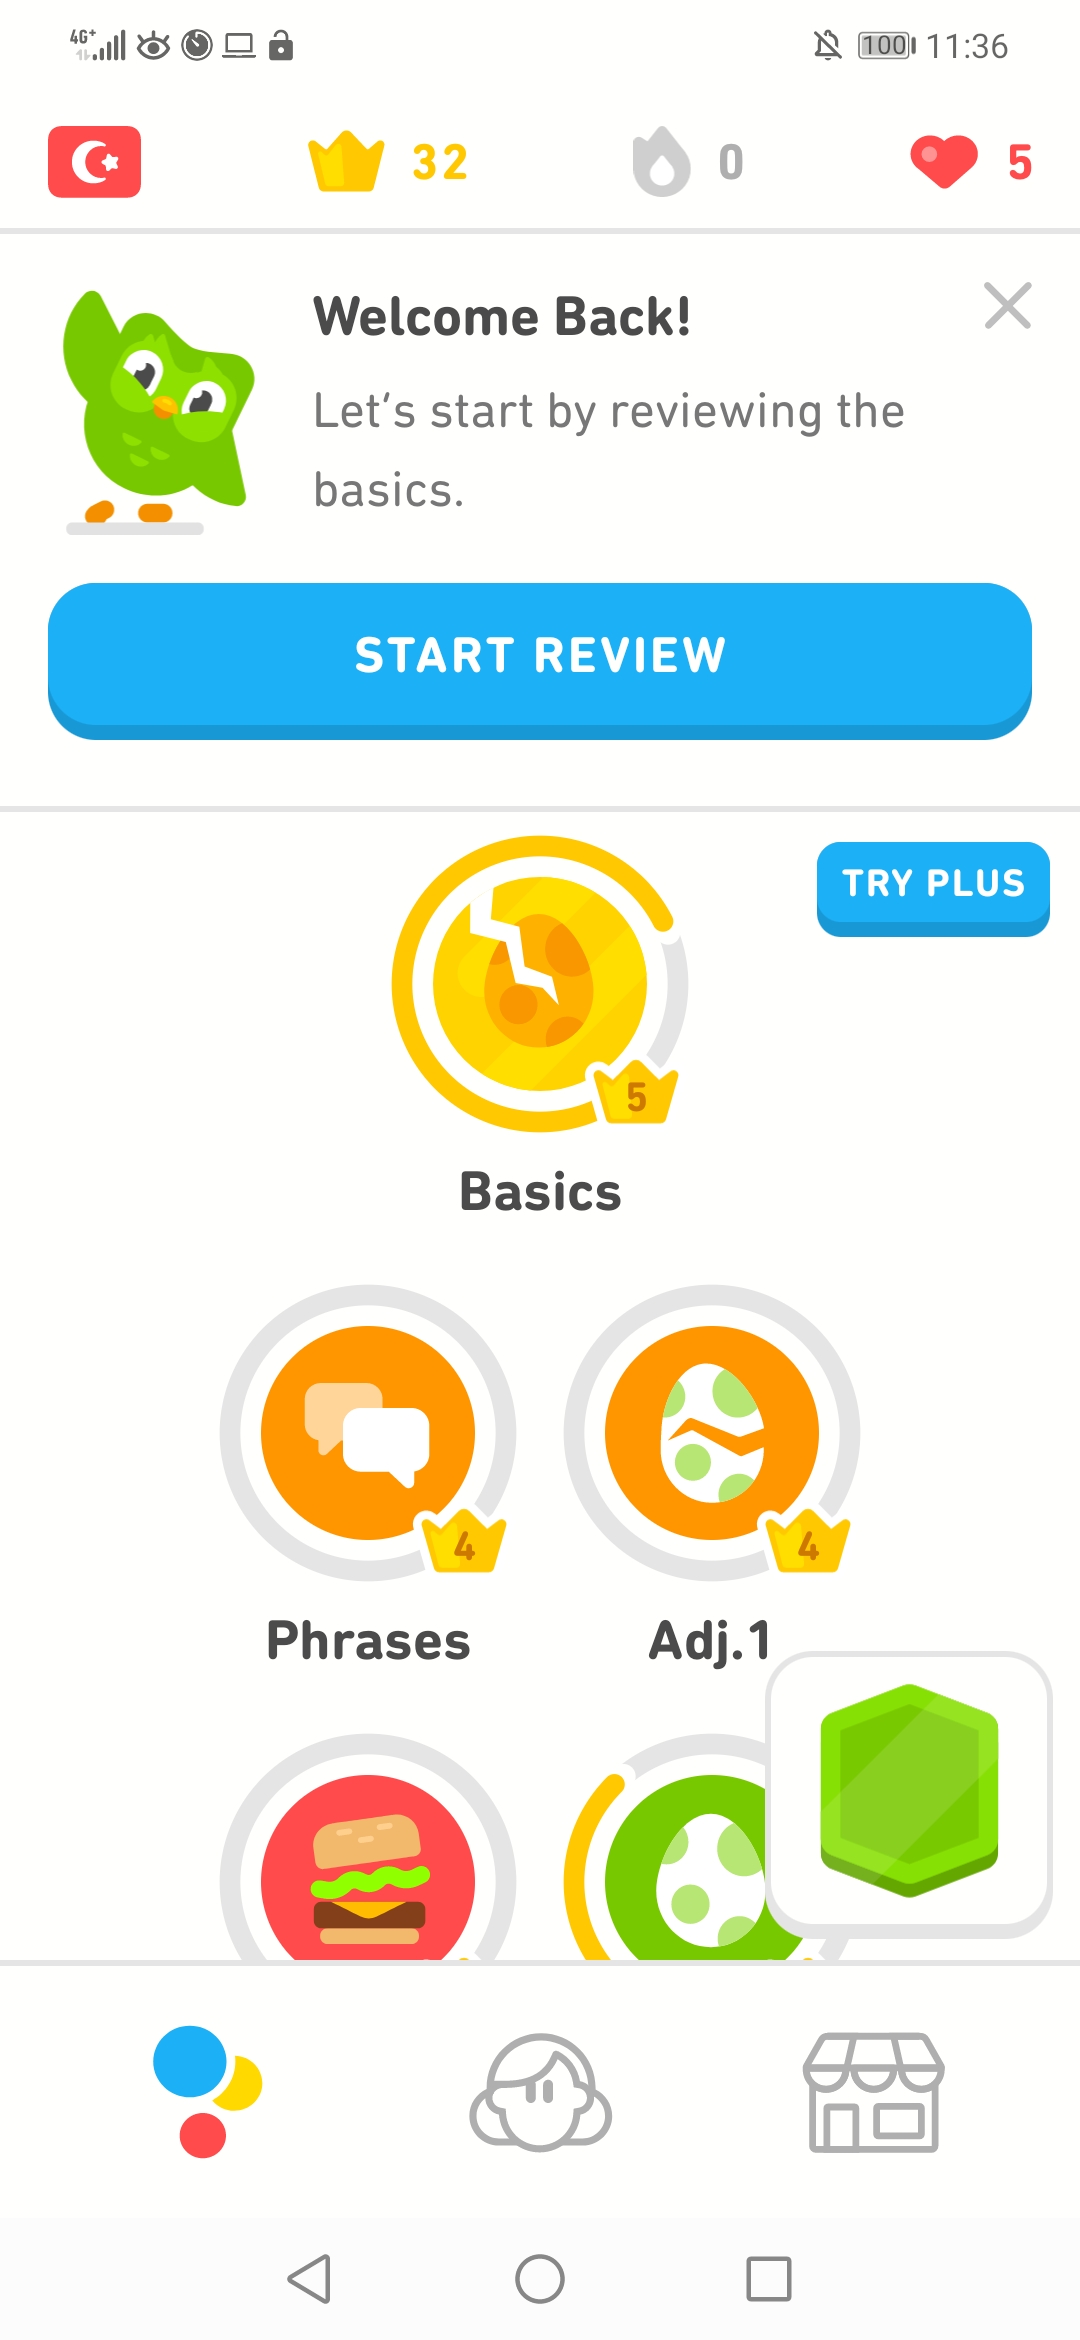 4G+ 100 11:36
32 0 5
Welcome Back!
Let's start by reviewing the
basics.
START REVIEW
TRY PLUS
5
Basics
4 4
Phrases Adj.1